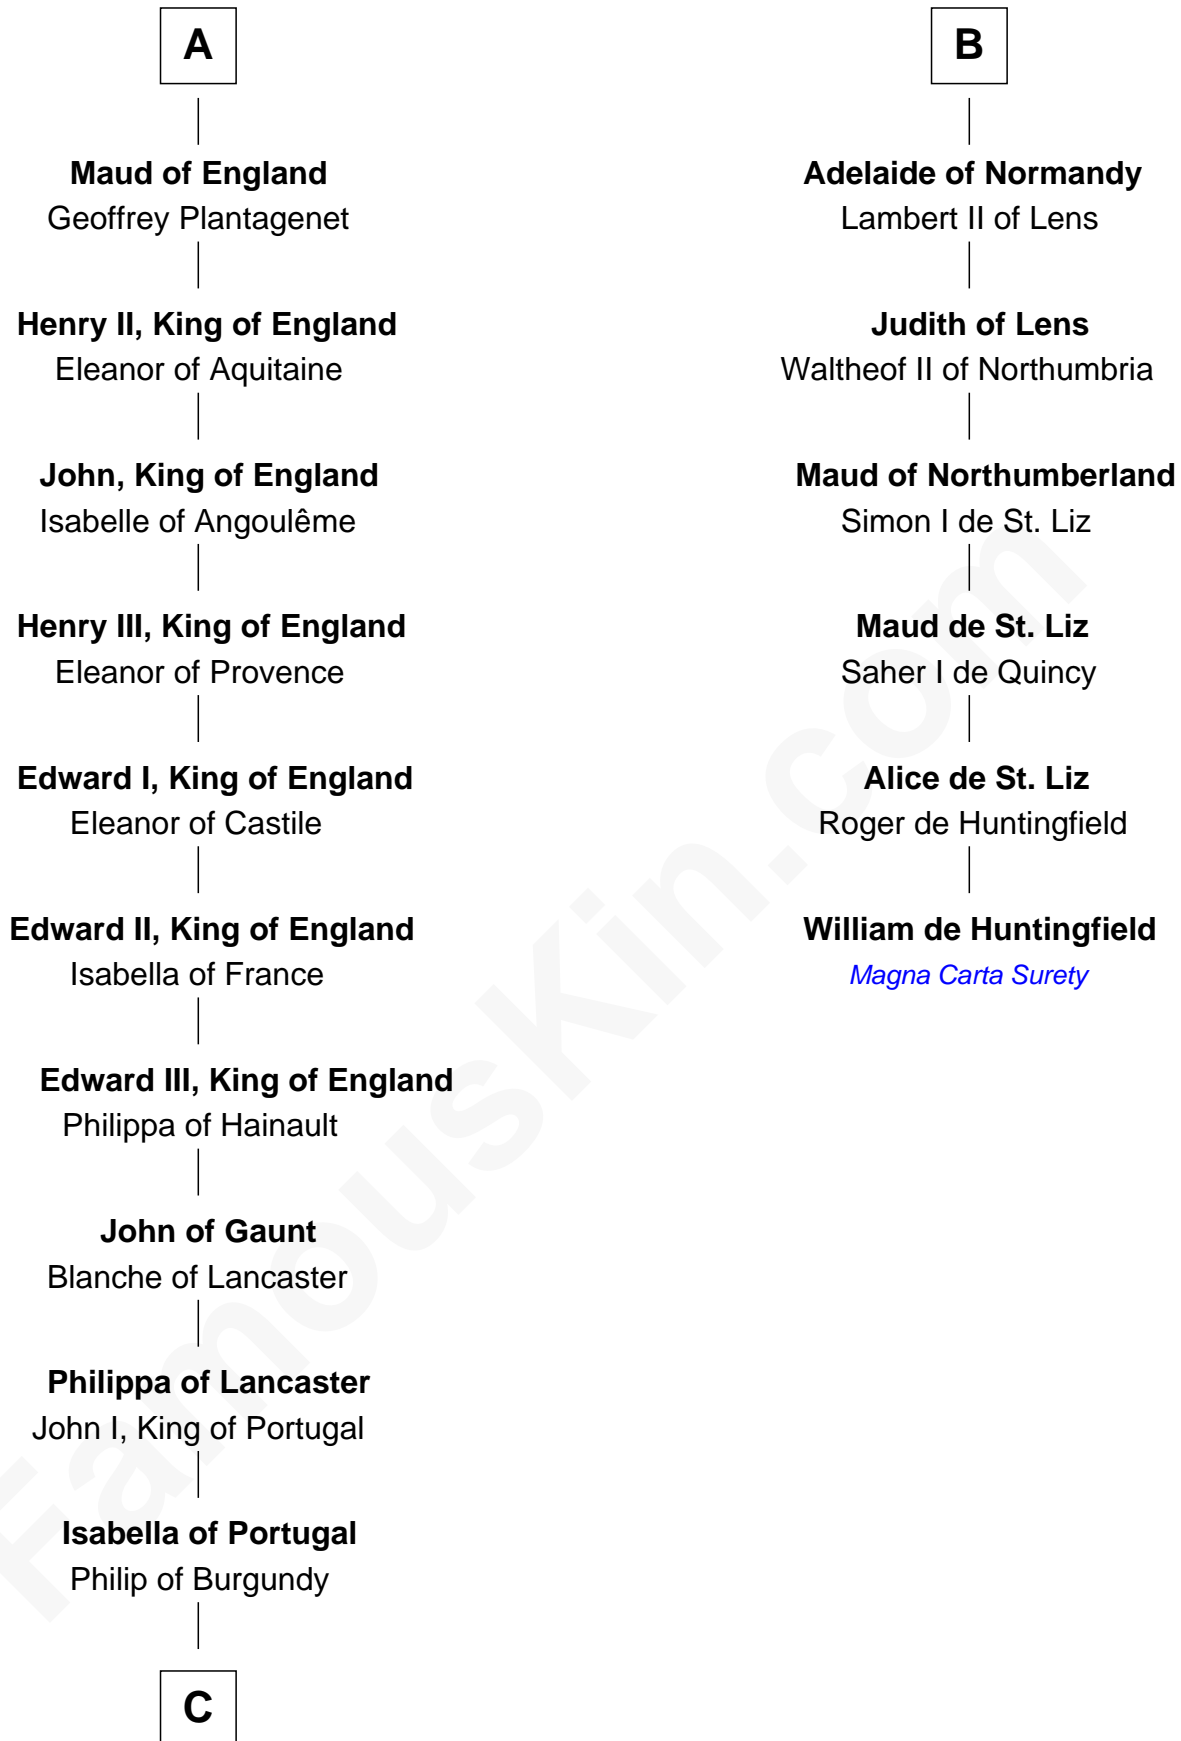 A
Maud of England
Geoffrey Plantagenet
Henry II, King of England
Eleanor of Aquitaine
John, King of England
Isabelle of Angoulême
Henry III, King of England
Eleanor of Provence
Edward I, King of England
Eleanor of Castile
Edward II, King of England
Isabella of France
Edward III, King of England
Philippa of Hainault
John of Gaunt
Blanche of Lancaster
Philippa of Lancaster
John I, King of Portugal
Isabella of Portugal
Philip of Burgundy
C
B
Adelaide of Normandy
Lambert II of Lens
Judith of Lens
Waltheof II of Northumbria
Maud of Northumberland
Simon I de St. Liz
Maud de St. Liz
Saher I de Quincy
Alice de St. Liz
Roger de Huntingfield
William de Huntingfield
Magna Carta Surety
FamousKin.com